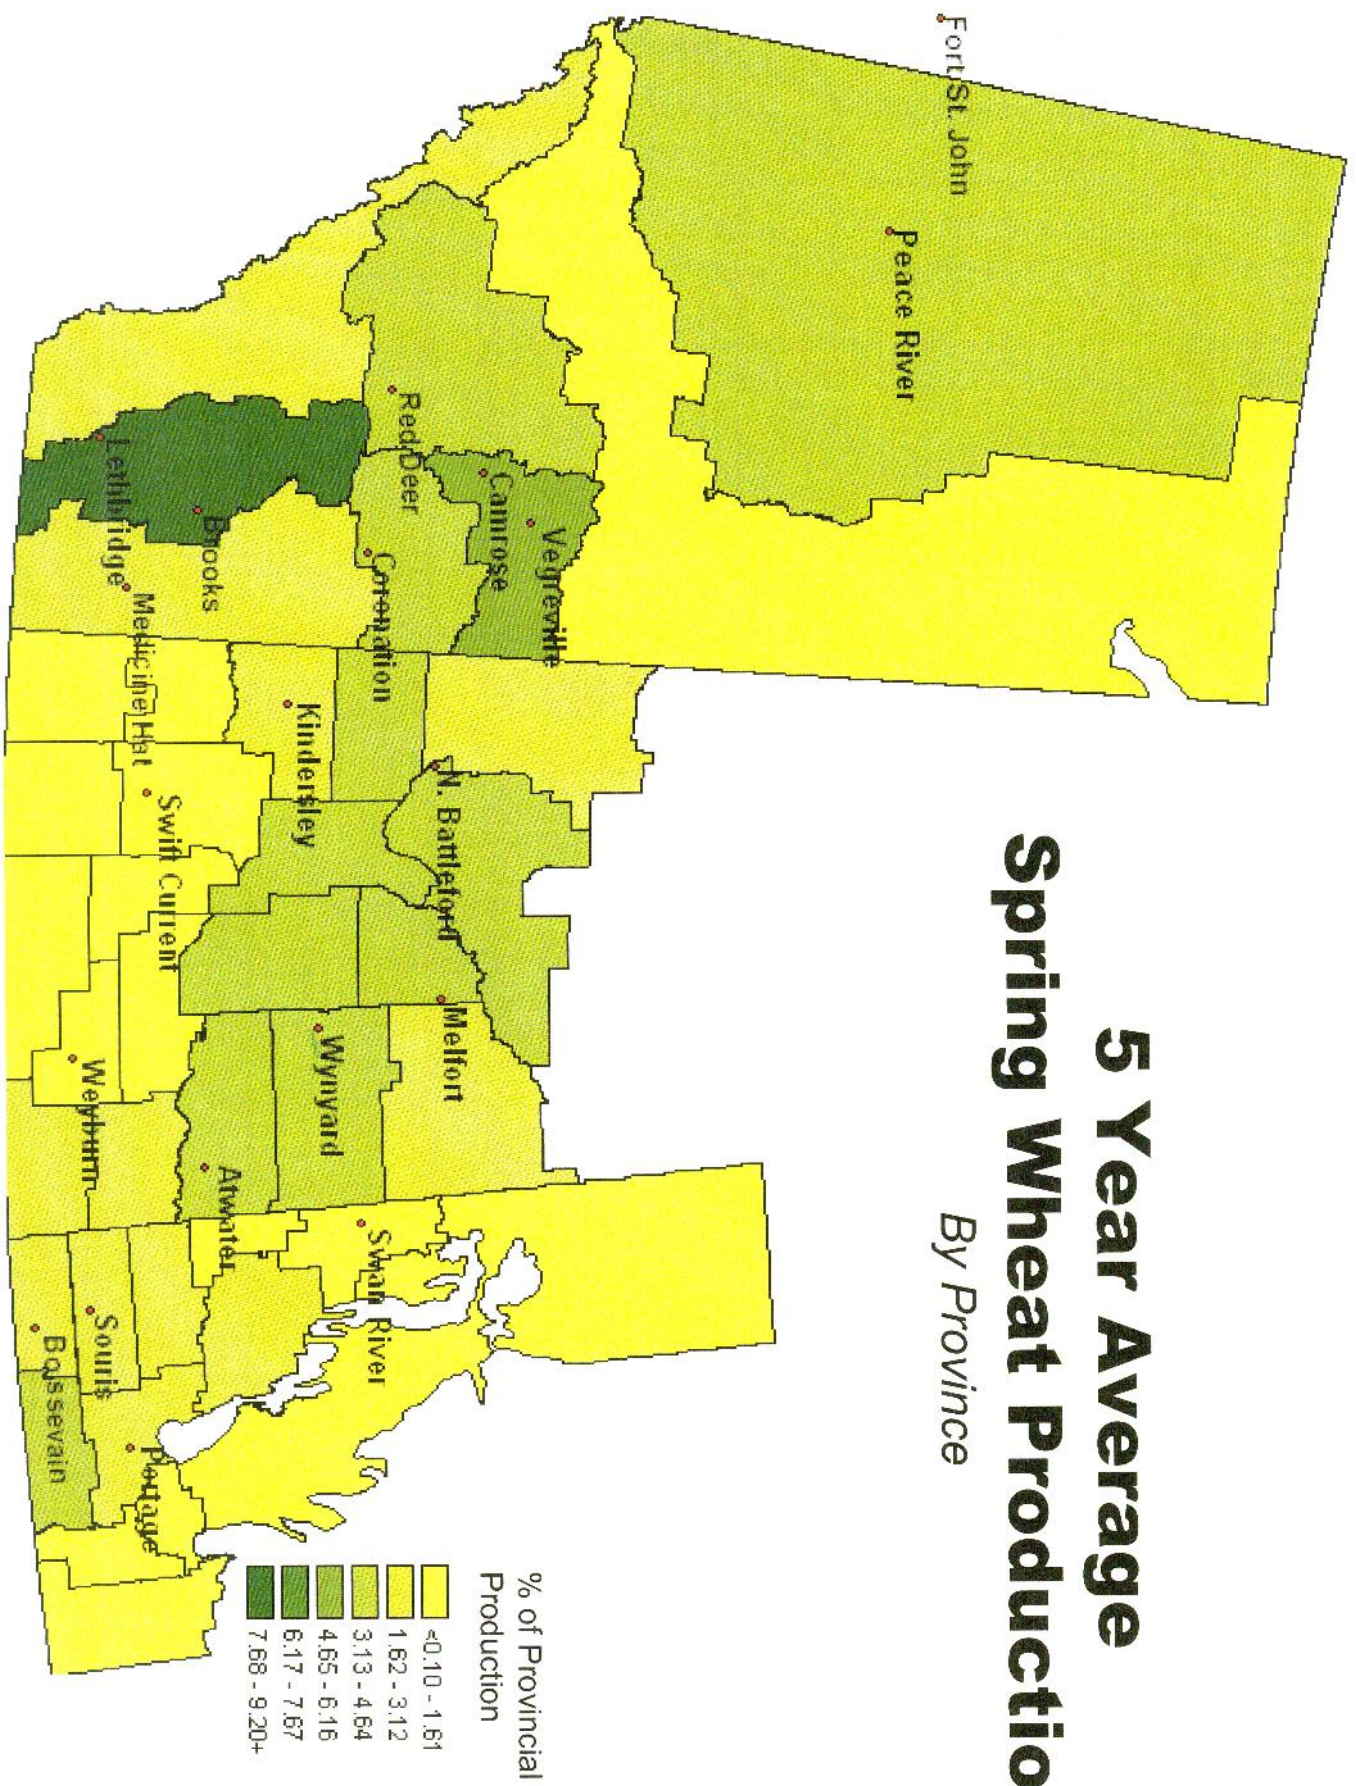 5 Year Average
Spring Wheat Productio
By Province
Fort St. John
Peace River
Vegreville
Camrose
Red Deer
Coronation
Brooks
Lethbridge
Medicine Hat
N. Battleford
Kindersley
Swift Current
Melfort
Wynyard
Weyburn
Atwater
Swan River
Souris
Boissevain
Portage
% of Provincial
Production
<0.10 - 1.61
1.62 - 3.12
3.13 - 4.64
4.65 - 6.16
6.17 - 7.67
7.68 - 9.20+